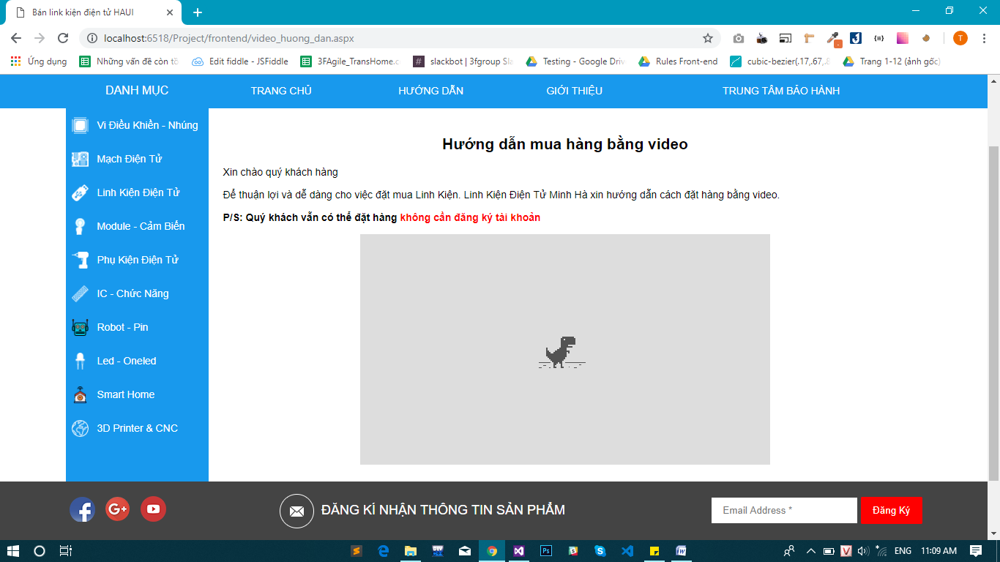 Bán link kiện điện tử HAUI
localhost:6518/Project/frontend/video_huong_dan.aspx
T
Ứng dụng
Những vấn đề còn tồ
Edit fiddle - JSFiddle
3FAgile_TransHome.c
slackbot | 3fgroup Sla
Testing - Google Driv
Rules Front-end
cubic-bezier(.17,.67,.8
Trang 1-12 (ảnh gốc)
DANH MỤC
TRANG CHỦ
HƯỚNG DẪN
GIỚI THIỆU
TRUNG TÂM BẢO HÀNH
Vi Điều Khiển - Nhúng
Mạch Điện Tử
Linh Kiện Điện Tử
Module - Cảm Biến
Phụ Kiện Điện Tử
IC - Chức Năng
Robot - Pin
Led - Oneled
Smart Home
3D Printer & CNC
Hướng dẫn mua hàng bằng video
Xin chào quý khách hàng
Để thuận lợi và dễ dàng cho việc đặt mua Linh Kiện. Linh Kiện Điện Tử Minh Hà xin hướng dẫn cách đặt hàng bằng video.
P/S: Quý khách vẫn có thể đặt hàng không cần đăng ký tài khoản
ĐĂNG KÍ NHẬN THÔNG TIN SẢN PHẨM
Email Address *
Đăng Ký
ENG
11:09 AM